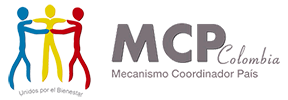 MCP Colombia
Mecanismo Coordinador País
Unidos por el Bienestar